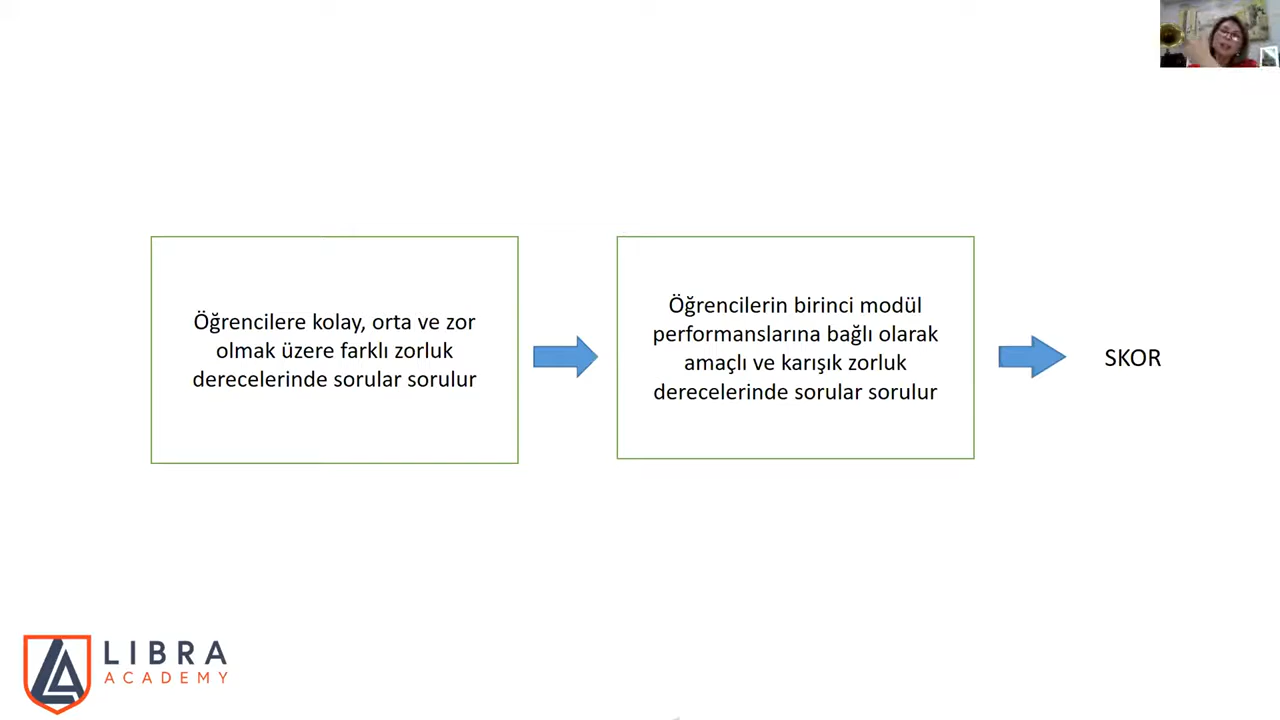 Öğrencilere kolay, orta ve zor
olmak üzere farklı zorluk
derecelerinde sorular sorulur
Öğrencilerin birinci modül
performanslarına bağlı olarak
amaçlı ve karışık zorluk
derecelerinde sorular sorulur
SKOR
LIBRA
ACADEMY